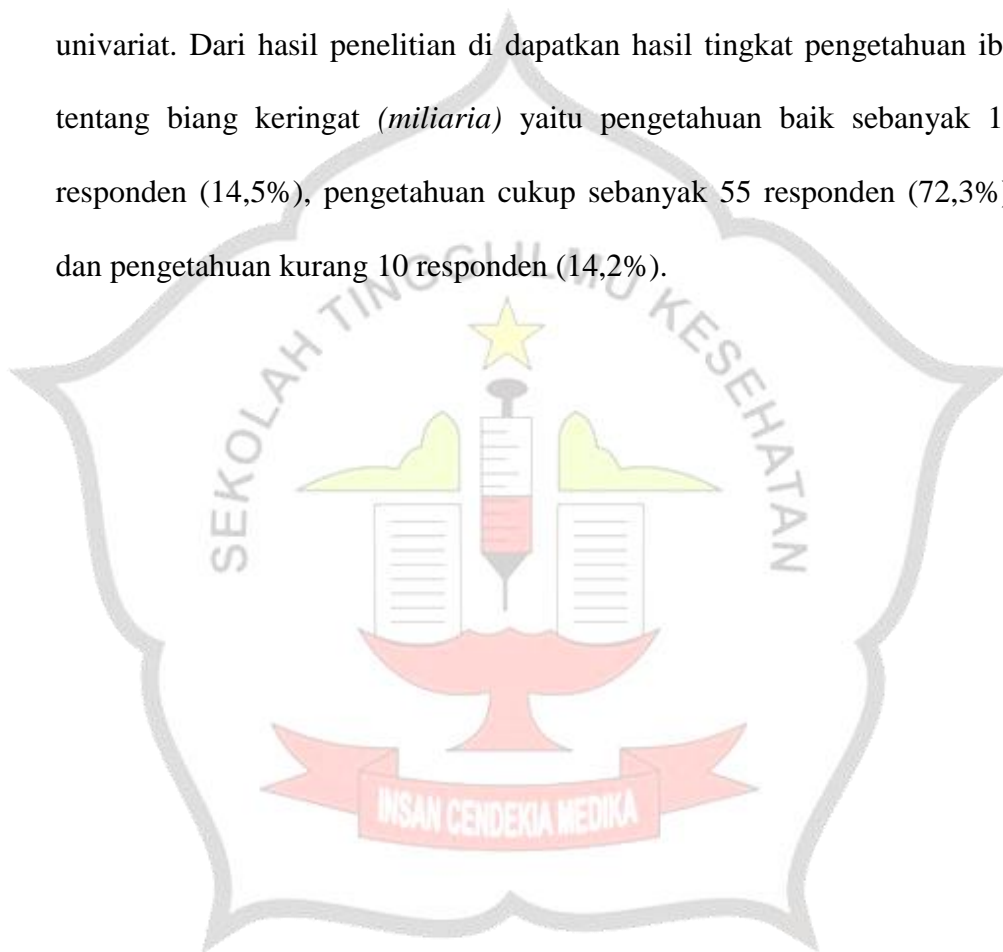 univariat. Dari hasil penelitian di dapatkan hasil tingkat pengetahuan ib
tentang biang keringat (miliaria) yaitu pengetahuan baik sebanyak 1
responden (14,5%), pengetahuan cukup sebanyak 55 responden (72,3%)
dan pengetahuan kurang 10 responden (14,2%).
SEKOLAH TINGGI ILMU KESEHATAN
INSAN CENDEKIA MEDIKA